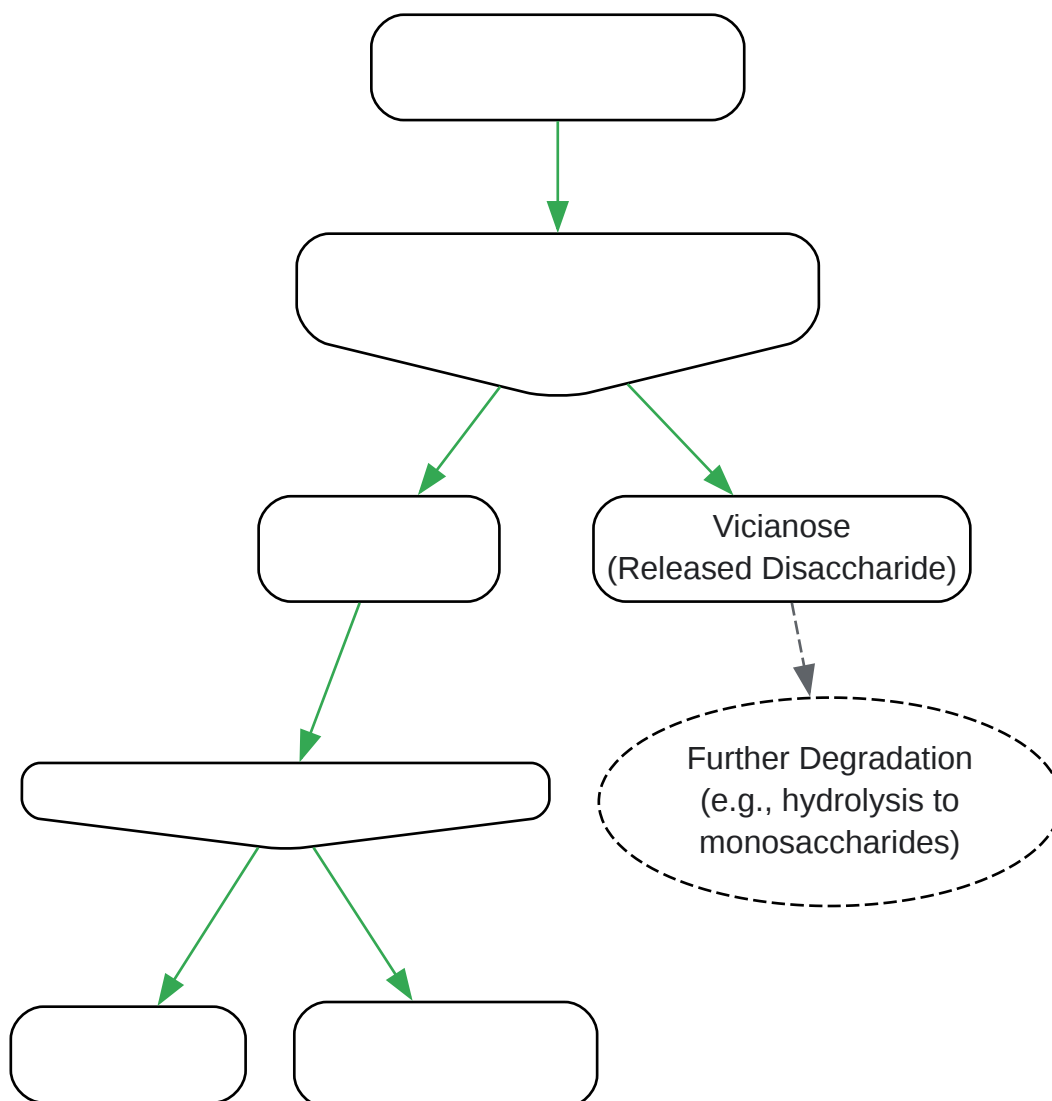 Vicianose
(Released Disaccharide)
Further Degradation
(e.g., hydrolysis to
monosaccharides)